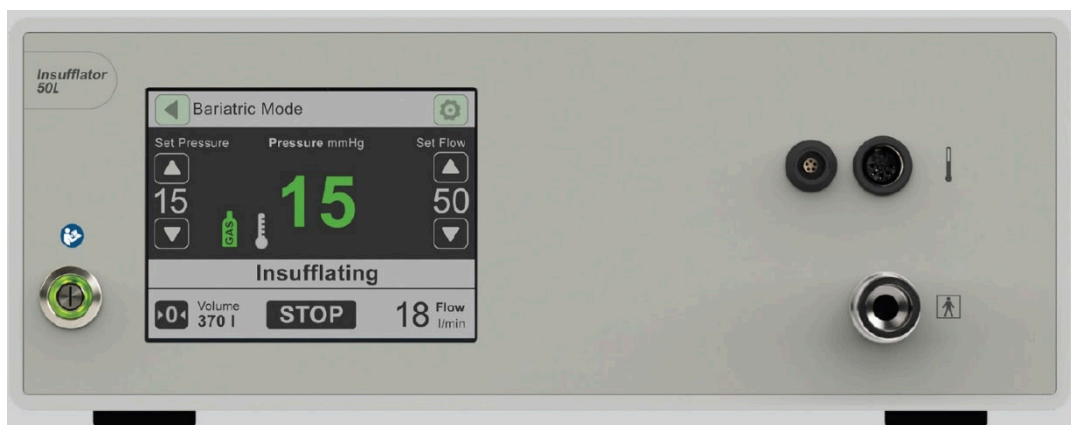 Insufflator
50L
Bariatric Mode
Set Pressure
Pressure mmHg
Set Flow
15
15
50
GAS
Insufflating
0
Volume
370 l
STOP
18
Flow
l/min